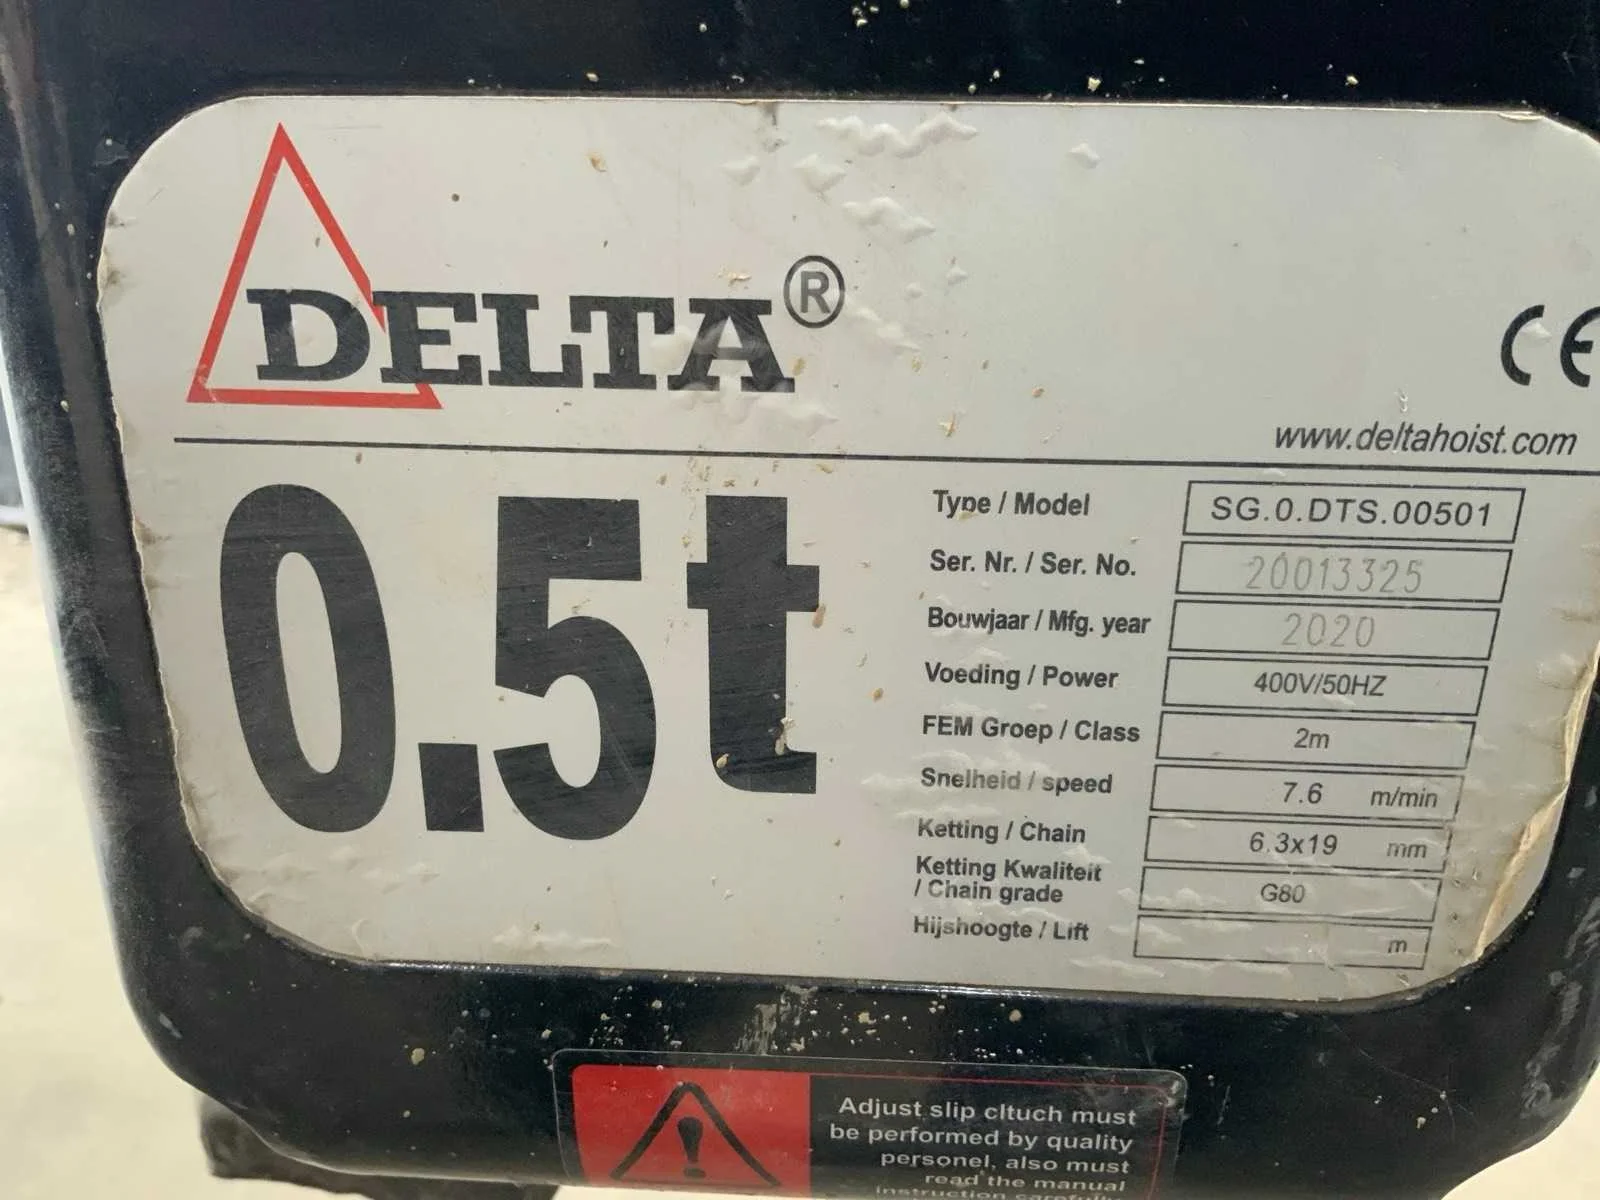 DELTA®
CE
www.deltahoist.com
0.5t
Type / Model SG.0.DTS.00501
Ser. Nr. / Ser. No. 20013325
Bouwjaar / Mfg. year 2020
Voeding / Power 400V/50HZ
FEM Groep / Class 2m
Snelheid / speed 7.6 m/min
Ketting / Chain 6.3x19 mm
Ketting Kwaliteit
/ Chain grade G80
Hijshoogte / Lift m
Adjust slip cltuch must
be performed by quality
personel, also must
read the manual
instruction carefully